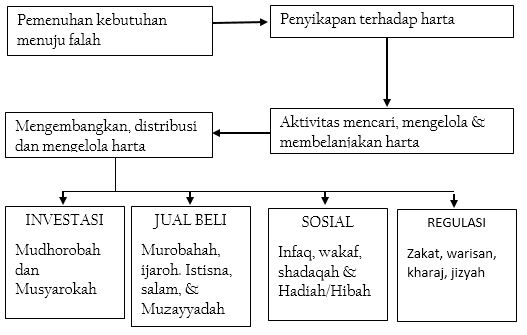 Pemenuhan kebutuhan
menuju falah
Penyikapan terhadap harta
Aktivitas mencari, mengelola &
membelanjakan harta
Mengembangkan, distribusi
dan mengelola harta
INVESTASI
Mudhorobah
dan
Musyarokah
JUAL BELI
Murobahah,
ijaroh. Istisna,
salam, &
Muzayyadah
SOSIAL
Infaq, wakaf,
shadaqah &
Hadiah/Hibah
REGULASI
Zakat, warisan,
kharaj, jizyah